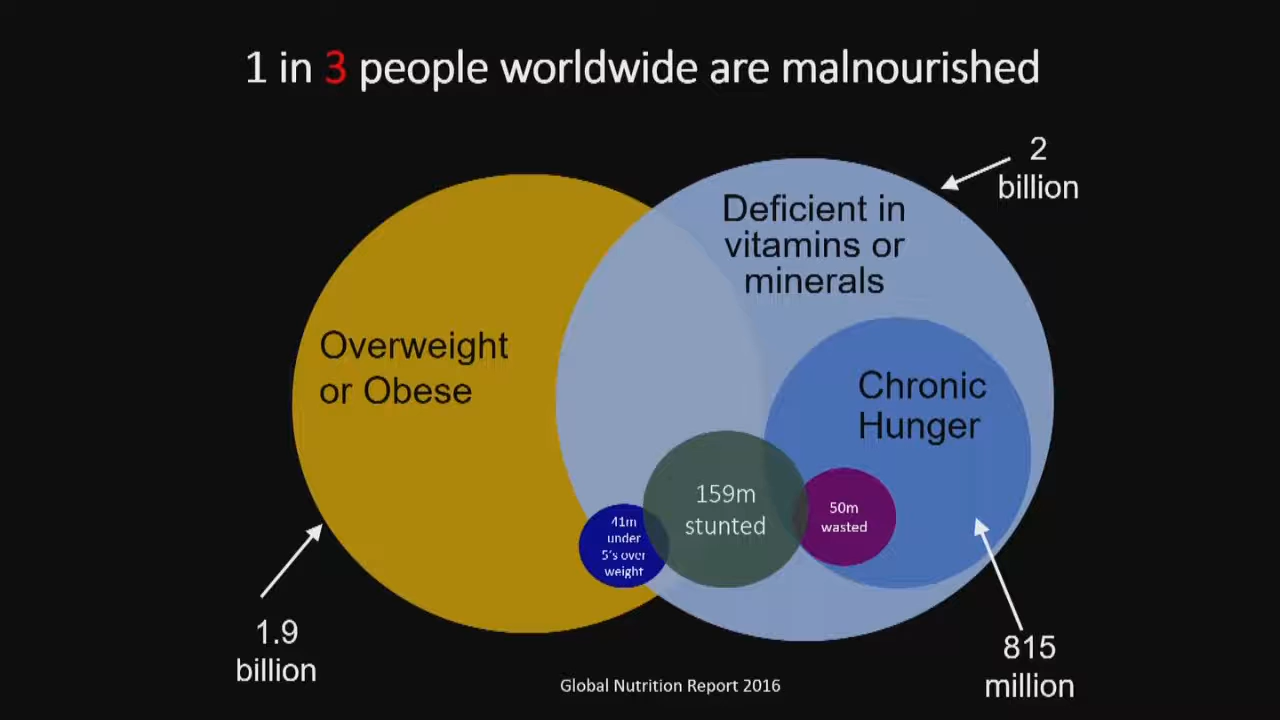 1 in 3 people worldwide are malnourished
2
billion
Deficient in
vitamins or
minerals
Overweight
or Obese
Chronic
Hunger
159m
stunted
50m
wasted
41m
under
5's over
weight
1.9
billion
815
million
Global Nutrition Report 2016